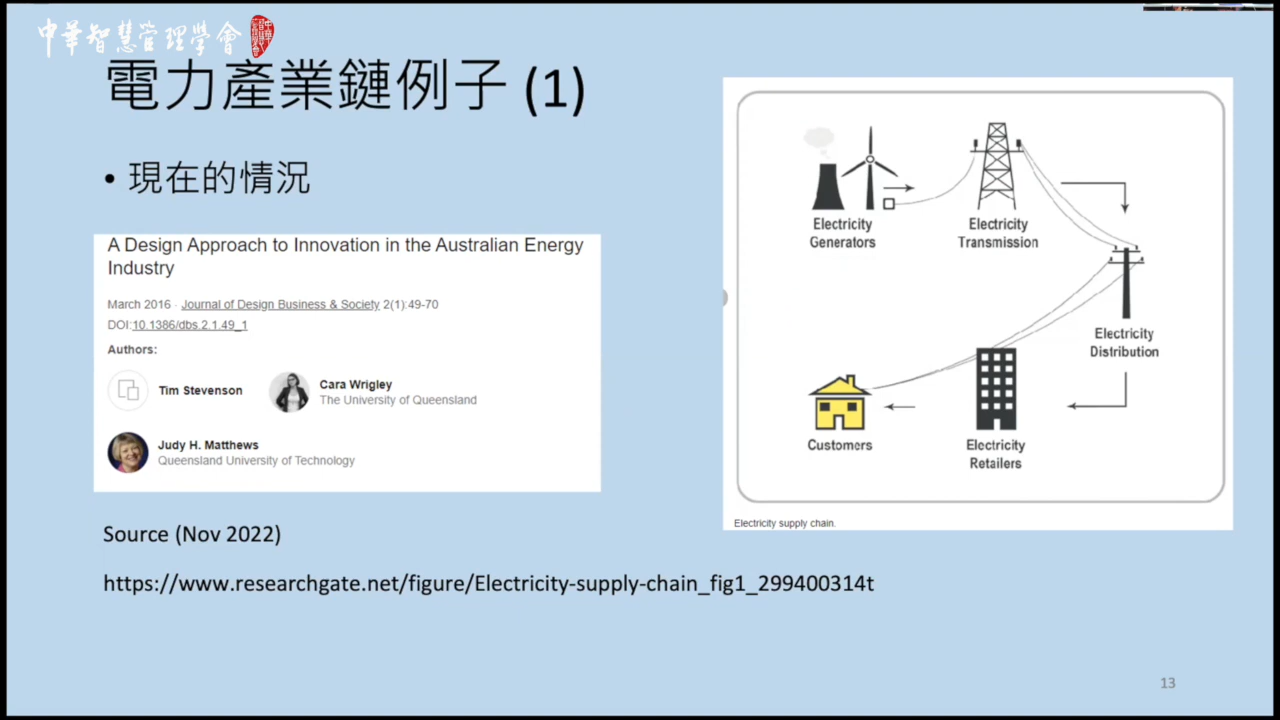 中華智慧管理學會
電力產業鏈例子 (1)
• 現在的情況
A Design Approach to Innovation in the Australian Energy
Industry
March 2016 · Journal of Design Business & Society 2(1):49-70
DOI:10.1386/dbs.2.1.49_1
Authors:
Tim Stevenson
Cara Wrigley
The University of Queensland
Judy H. Matthews
Queensland University of Technology
Source (Nov 2022)
https://www.researchgate.net/figure/Electricity-supply-chain_fig1_299400314t
Electricity
Generators
Electricity
Transmission
Electricity
Distribution
Electricity
Retailers
Customers
Electricity supply chain.
13